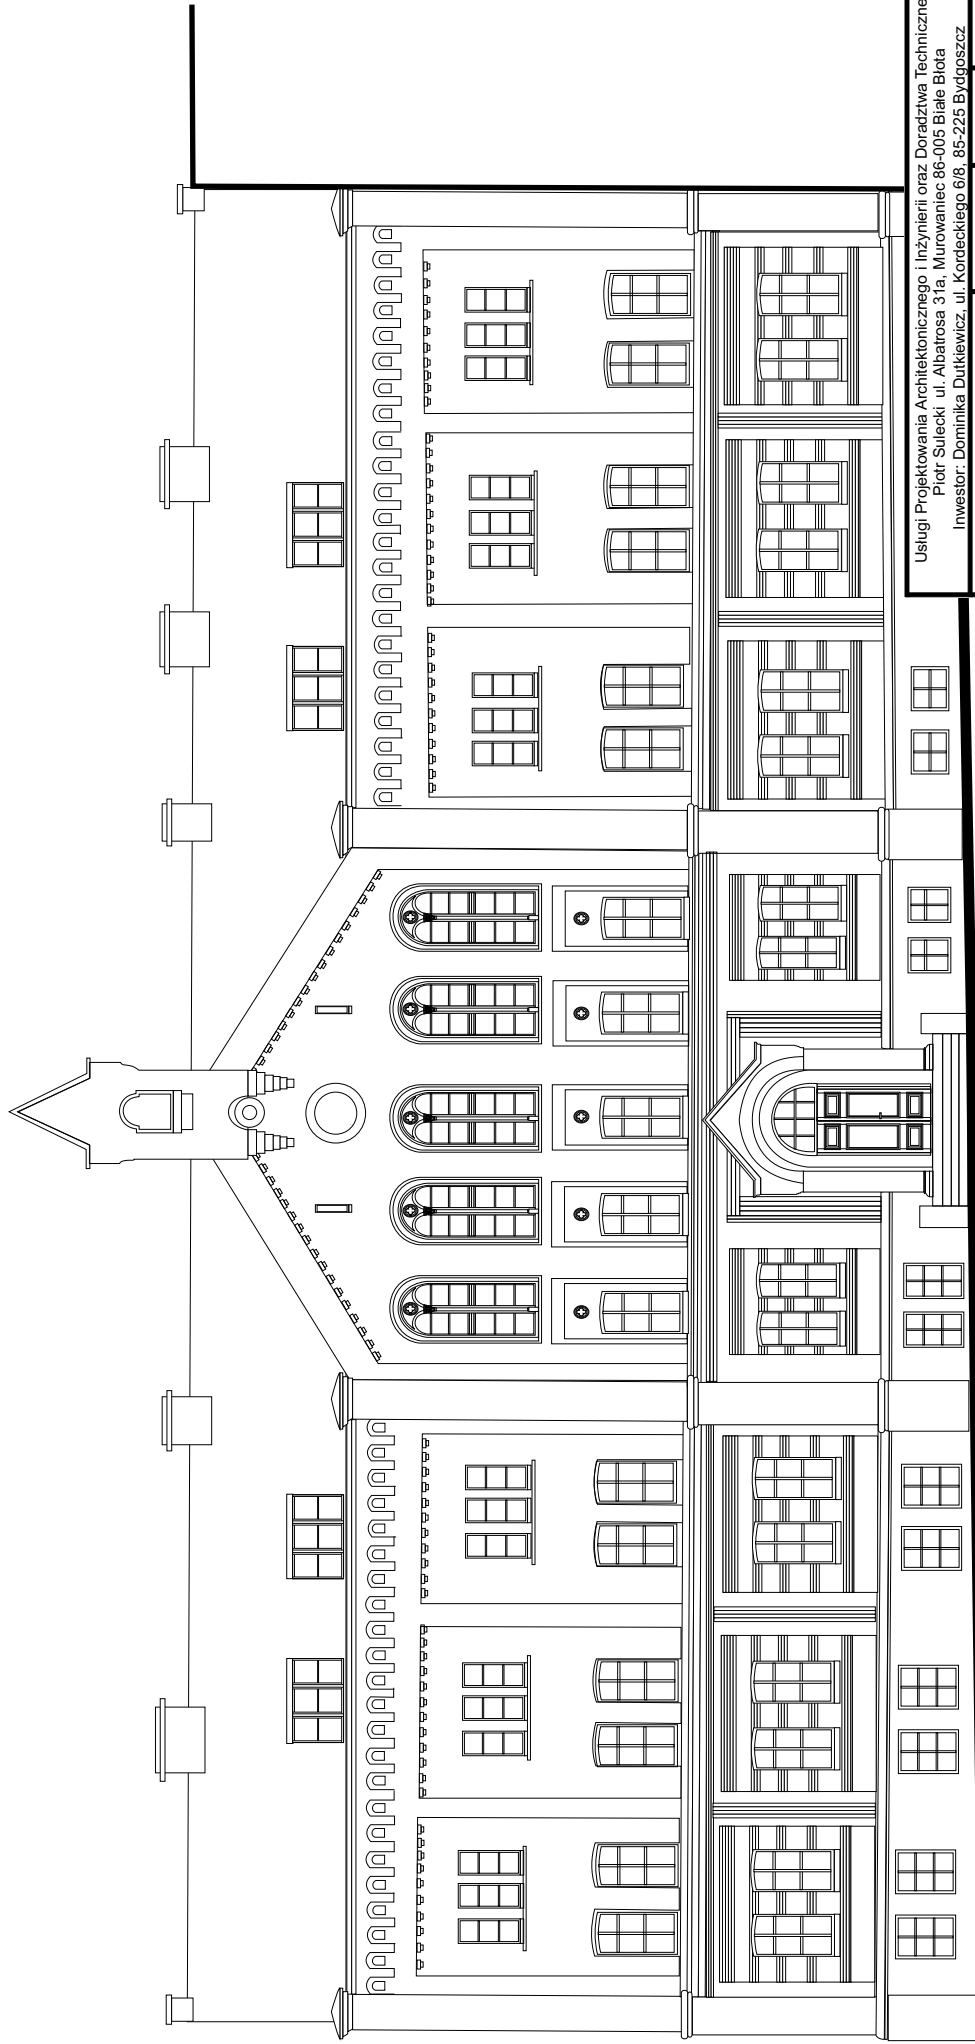 Usługi Projektowania Architektonicznego i Inżynierii oraz Doradztwa Techniczne
Piotr Sulecki ul. Albatrosa 31a, Murowaniec 86-005 Białe Błota
Inwestor: Dominika Dutkiewicz, ul. Kordeckiego 6/8, 85-225 Bydgoszcz